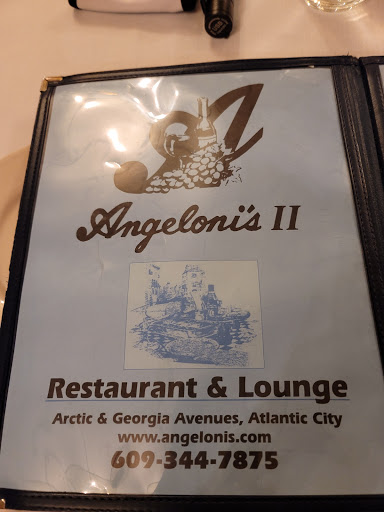 A
Angeloni's II
Restaurant & Lounge
Arctic & Georgia Avenues, Atlantic City
www.angelonis.com
609-344-7875